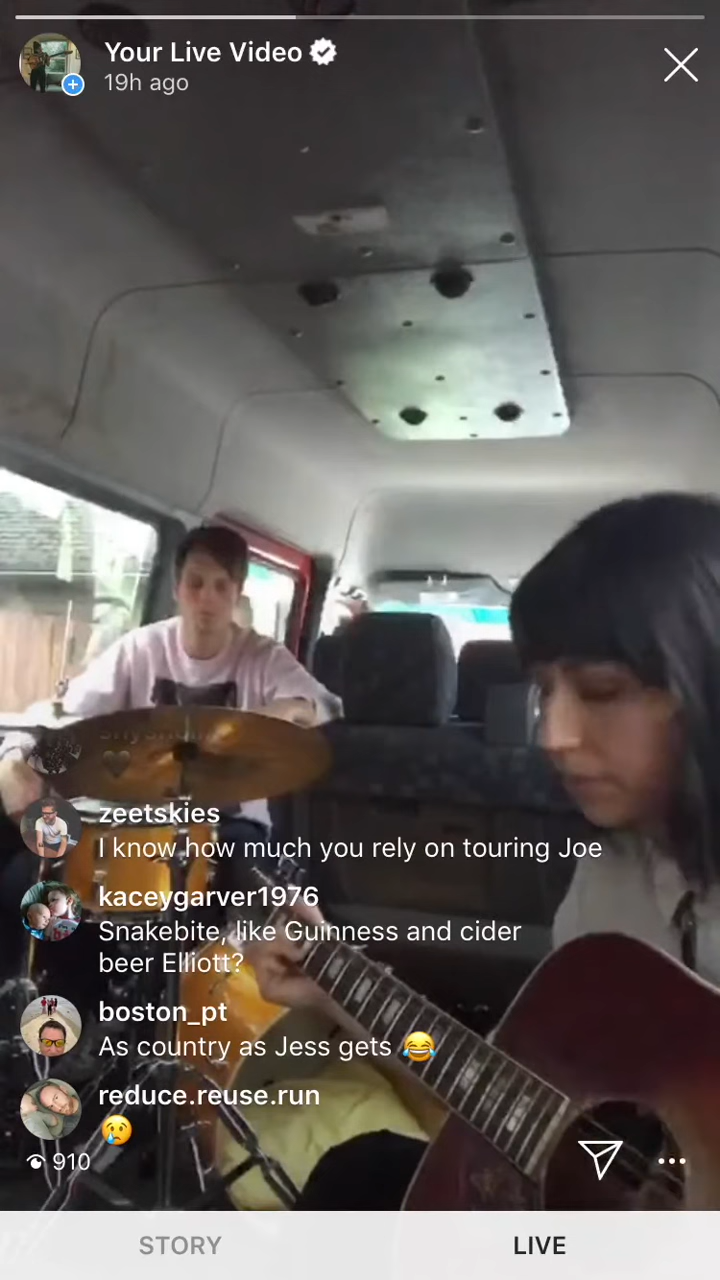 Your Live Video
19h ago
zeetskies
I know how much you rely on touring Joe
kaceygarver1976
Snakebite, like Guinness and cider
beer Elliott?
boston_pt
As country as Jess gets 😂
reduce.reuse.run
😢
910
STORY
LIVE